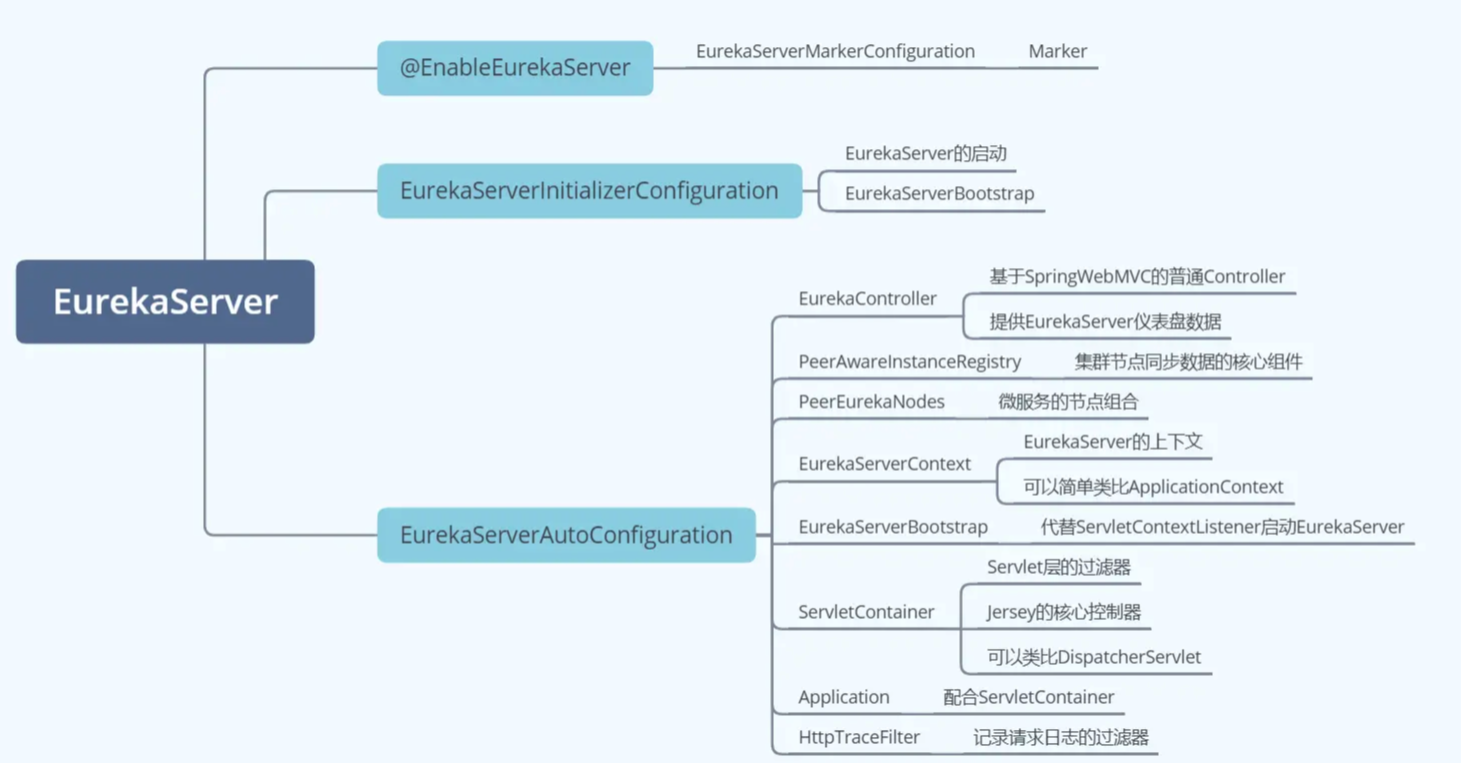 @EnableEurekaServer
EurekaServerMarkerConfiguration
Marker
EurekaServerInitializerConfiguration
EurekaServer的启动
EurekaServerBootstrap
EurekaServer
EurekaServerAutoConfiguration
EurekaController
基于SpringWebMVC的普通Controller
提供EurekaServer仪表盘数据
PeerAwareInstanceRegistry
集群节点同步数据的核心组件
PeerEurekaNodes
微服务的节点组合
EurekaServerContext
EurekaServer的上下文
可以简单类比ApplicationContext
EurekaServerBootstrap
代替ServletContextListener启动EurekaServer
ServletContainer
Servlet层的过滤器
Jersey的核心控制器
可以类比DispatcherServlet
Application
配合ServletContainer
HttpTraceFilter
记录请求日志的过滤器